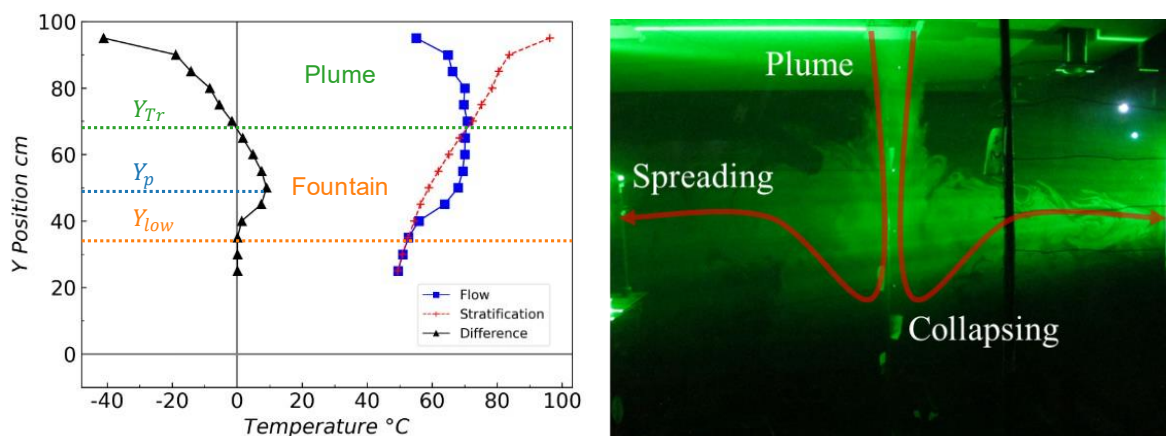 100
80
60
40
20
0
Y Position cm
Plume
Y_Tr
Y_p
Fountain
Y_low
Flow
Stratification
Difference
-40 -20 0 20 40 60 80 100
Temperature °C
Plume
Spreading
Collapsing